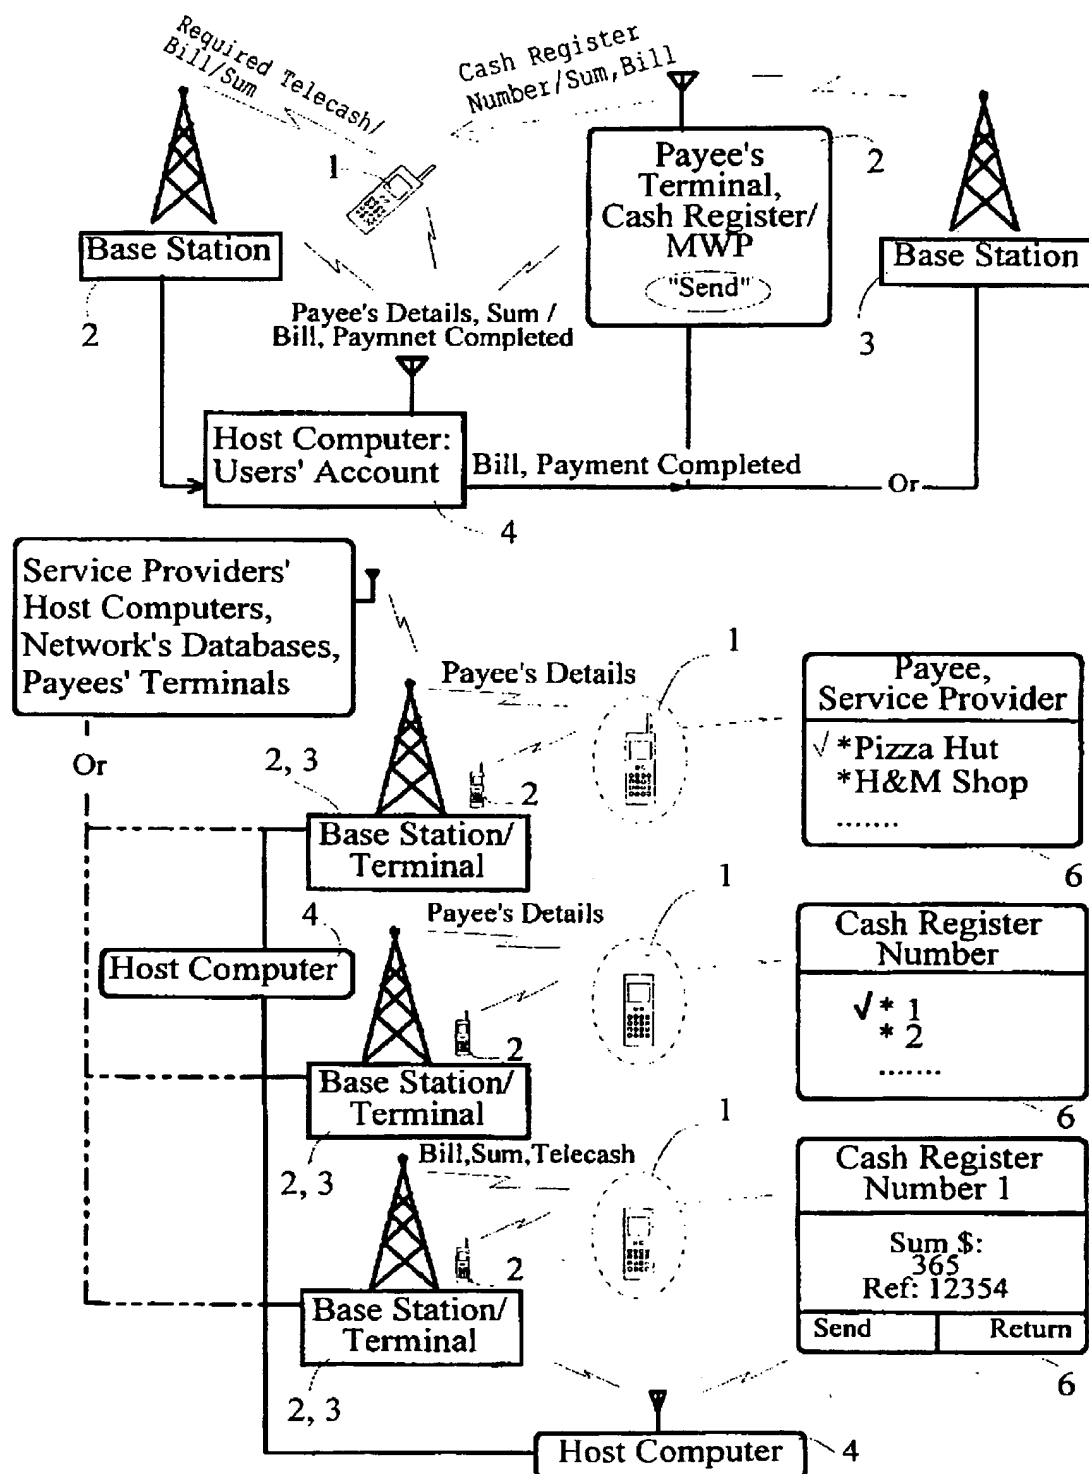 Required Telecash/
Bill/Sum
Cash Register
Number/Sum,Bill
1
Payee's
Terminal,
Cash Register/
MWP
"Send"
2
Base Station
2
Base Station
3
Payee's Details, Sum /
Bill, Paymnet Completed
Host Computer:
Users' Account
Bill, Payment Completed
Or
4
Service Providers'
Host Computers,
Network's Databases,
Payees' Terminals
Or
Payee's Details
1
Payee,
Service Provider
√ *Pizza Hut
*H&M Shop
.......
6
2, 3
2
Base Station/
Terminal
Payee's Details
1
4
Host Computer
Cash Register
Number
√ * 1
* 2
.......
6
2
Base Station/
Terminal
2, 3
Bill,Sum,Telecash
1
Cash Register
Number 1
Sum $:
365
Ref: 12354
Send
Return
6
2
Base Station/
Terminal
2, 3
Host Computer
4